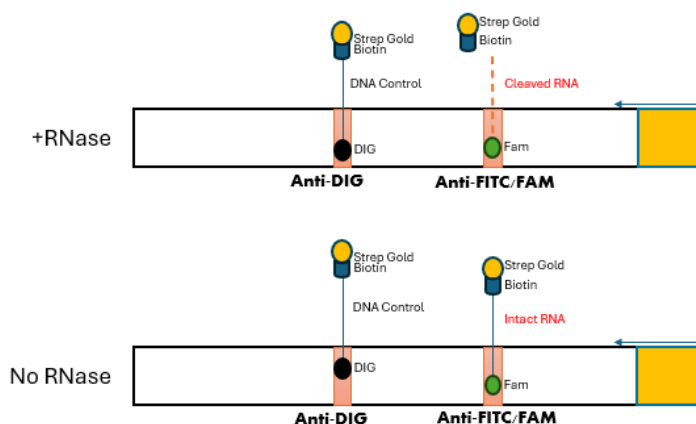 Strep Gold
Biotin
Strep Gold
Biotin
DNA Control
Cleaved RNA
+RNase
DIG
Fam
Anti-DIG
Anti-FITC/FAM
Strep Gold
Biotin
Strep Gold
Biotin
DNA Control
Intact RNA
No RNase
DIG
Fam
Anti-DIG
Anti-FITC/FAM